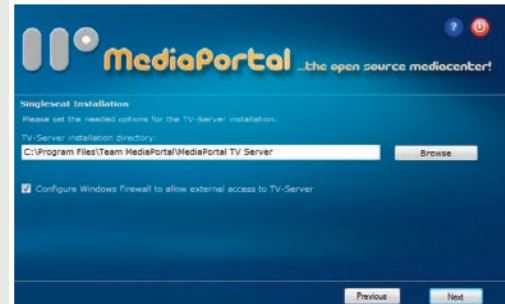 ?
MediaPortal ...the open source mediacenter!
Singleseat Installation
Please set the needed options for the TV-Server installation:
TV-Server installation directory:
C:\Program Files\Team MediaPortal\MediaPortal TV Server
Browse
Configure Windows Firewall to allow external access to TV-Server
Previous Next